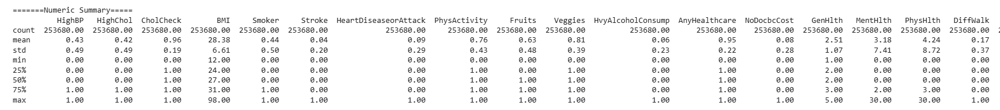 =======Numeric Summary=====
HighBP HighChol CholCheck BMI Smoker Stroke HeartDiseaseorAttack PhysActivity Fruits Veggies HvyAlcoholConsump AnyHealthcare NoDocbcCost GenHlth MentHlth PhysHlth DiffWalk
count 253680.00 253680.00 253680.00 253680.00 253680.00 253680.00 253680.00 253680.00 253680.00 253680.00 253680.00 253680.00 253680.00 253680.00 253680.00 253680.00 253680.00 2
mean 0.43 0.42 0.96 28.38 0.44 0.04 0.09 0.76 0.63 0.81 0.06 0.95 0.08 2.51 3.18 4.24 0.17
std 0.49 0.49 0.19 6.61 0.50 0.20 0.29 0.43 0.48 0.39 0.23 0.22 0.28 1.07 7.41 8.72 0.37
min 0.00 0.00 0.00 12.00 0.00 0.00 0.00 0.00 0.00 0.00 0.00 0.00 0.00 1.00 0.00 0.00 0.00
25% 0.00 0.00 1.00 24.00 0.00 0.00 0.00 1.00 0.00 1.00 0.00 1.00 0.00 2.00 0.00 0.00 0.00
50% 0.00 0.00 1.00 27.00 0.00 0.00 0.00 1.00 1.00 1.00 0.00 1.00 0.00 2.00 0.00 0.00 0.00
75% 1.00 1.00 1.00 31.00 1.00 0.00 0.00 1.00 1.00 1.00 0.00 1.00 0.00 3.00 2.00 3.00 0.00
max 1.00 1.00 1.00 98.00 1.00 1.00 1.00 1.00 1.00 1.00 1.00 1.00 1.00 5.00 30.00 30.00 1.00